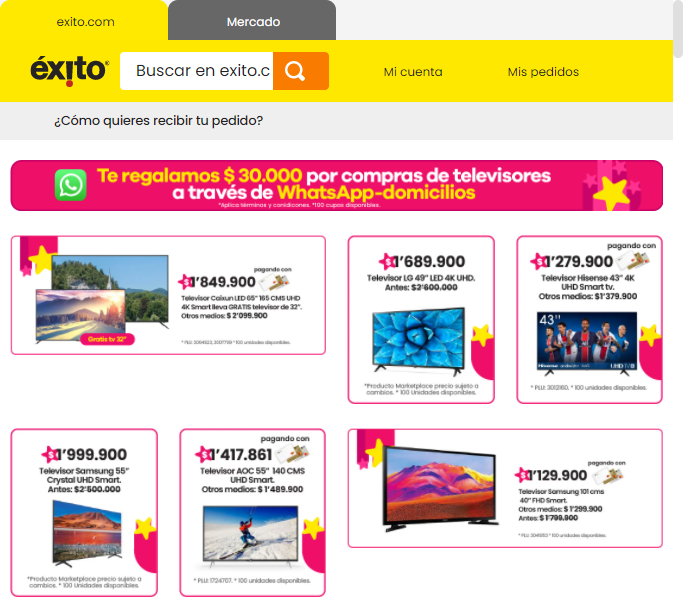 exito.com
Mercado
éxito
Buscar en exito.c
Mi cuenta
Mis pedidos
¿Cómo quieres recibir tu pedido?
Te regalamos $ 30.000 por compras de televisores
a través de WhatsApp-domicilios
*Aplica términos y conidicones. *100 cupos disponibles.
pagando con
$1'849.900
Televisor Caixun LED 65" 165 CMS UHD
4K Smart lleva GRATIS televisor de 32".
Otros medios: $ 2'099.900
Gratis tv 32"
* 100 unidades disponibles.
$1'689.900
Televisor LG 49" LED 4K UHD.
Antes: $2'600.000
*Producto Marketplace precio sujeto a
cambios. * 100 Unidades disponibles.
pagando con
$1'279.900
Televisor Hisense 43" 4K
UHD Smart tv.
Otros medios: $1'379.900
43"
Hisense
UHD TV
* PLU: 3012160. * 100 unidades disponibles.
$1'999.900
Televisor Samsung 55"
Crystal UHD Smart.
Antes: $2'500.000
*Producto Marketplace precio sujeto a
cambios. * 100 Unidades disponibles.
pagando con
$1'417.861
Televisor AOC 55" 140 CMS
UHD Smart.
Otros medios: $1'489.900
* PLU: 1724707. * 100 unidades disponibles.
pagando con
$1'129.900
Televisor Samsung 101 cms
40" FHD Smart.
Otros medios: $ 1'299.900
Antes: $ 1'799.900
* 100 unidades disponibles.